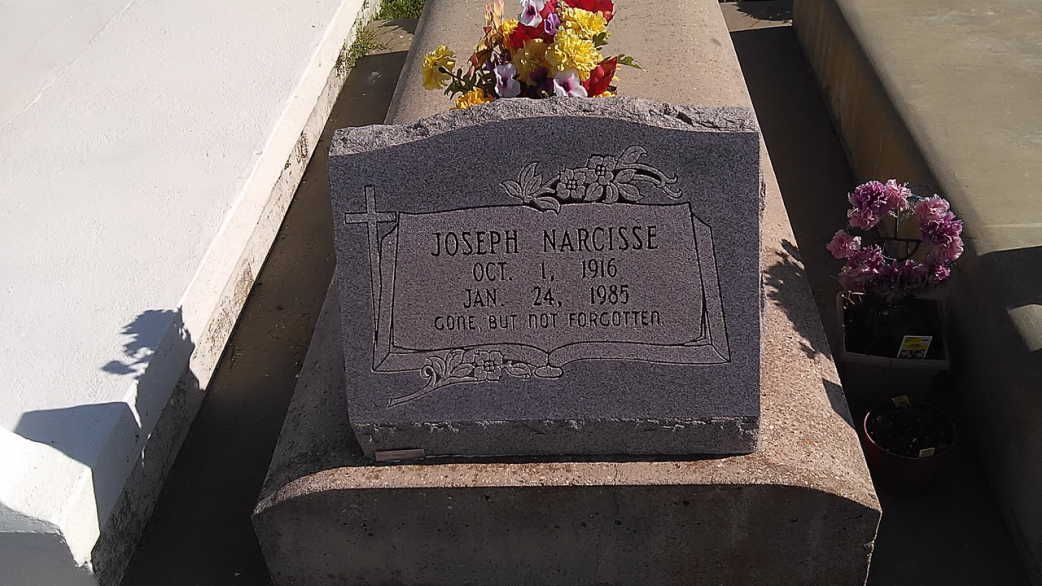 JOSEPH NARCISSE
OCT. 1, 1916
JAN. 24, 1985
GONE, BUT NOT FORGOTTEN